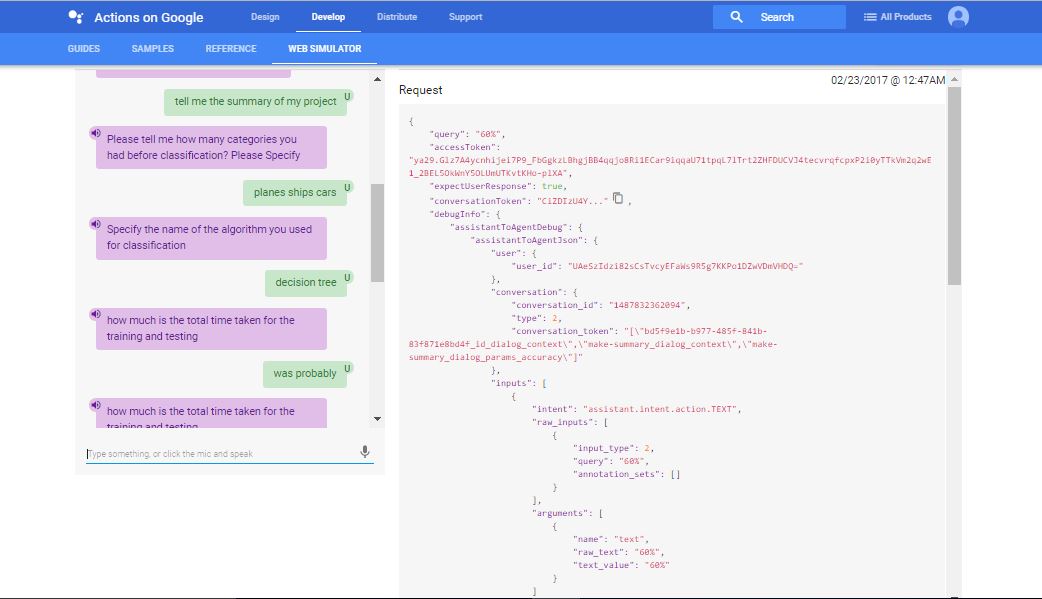 Actions on Google
Design
Develop
Distribute
Support
Search
All Products
GUIDES
SAMPLES
REFERENCE
WEB SIMULATOR
tell me the summary of my project
U
Please tell me how many categories you
had before classification? Please Specify
planes ships cars
U
Specify the name of the algorithm you used
for classification
decision tree
U
how much is the total time taken for the
training and testing
was probably
U
how much is the total time taken for the
training and testing
Type something, or click the mic and speak
02/23/2017 @ 12:47AM
Request
{
"query": "60%",
"accessToken":
"expectUserResponse": true,
"conversationToken": "CiZDIzU4Y..." ,
"debugInfo": {
"assistantToAgentDebug": {
"assistantToAgentJson": {
"user": {
"user_id": "UAeSzIdzi82sCsTvcyEFaWs9R5g7KKPo1DZwVDmVHDQ="
},
"conversation": {
"conversation_id": "1487832362094",
"type": 2,
"conversation_token": "[\"bd5f9e1b-b977-485f-841b-
83f871e8bd4f_id_dialog_context\",\"make-summary_dialog_context\",\"make-
summary_dialog_params_accuracy\"]"
},
"inputs": [
{
"intent": "assistant.intent.action.TEXT",
"raw_inputs": [
{
"input_type": 2,
"query": "60%",
"annotation_sets": []
}
],
"arguments": [
{
"name": "text",
"raw_text": "60%",
"text_value": "60%"
}
]